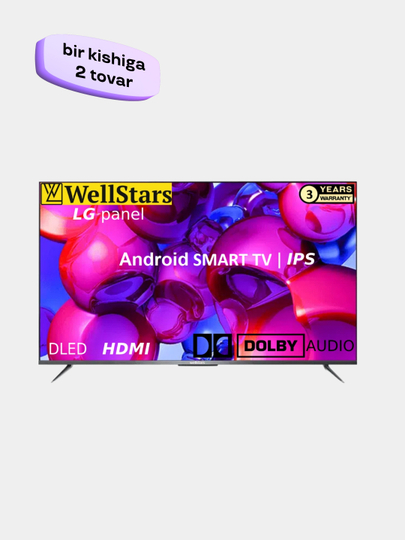 bir kishiga
2 tovar
WellStars
LG panel
3 YEARS
WARRANTY
Android SMART TV | IPS
DLED HDMI
DOLBY AUDIO